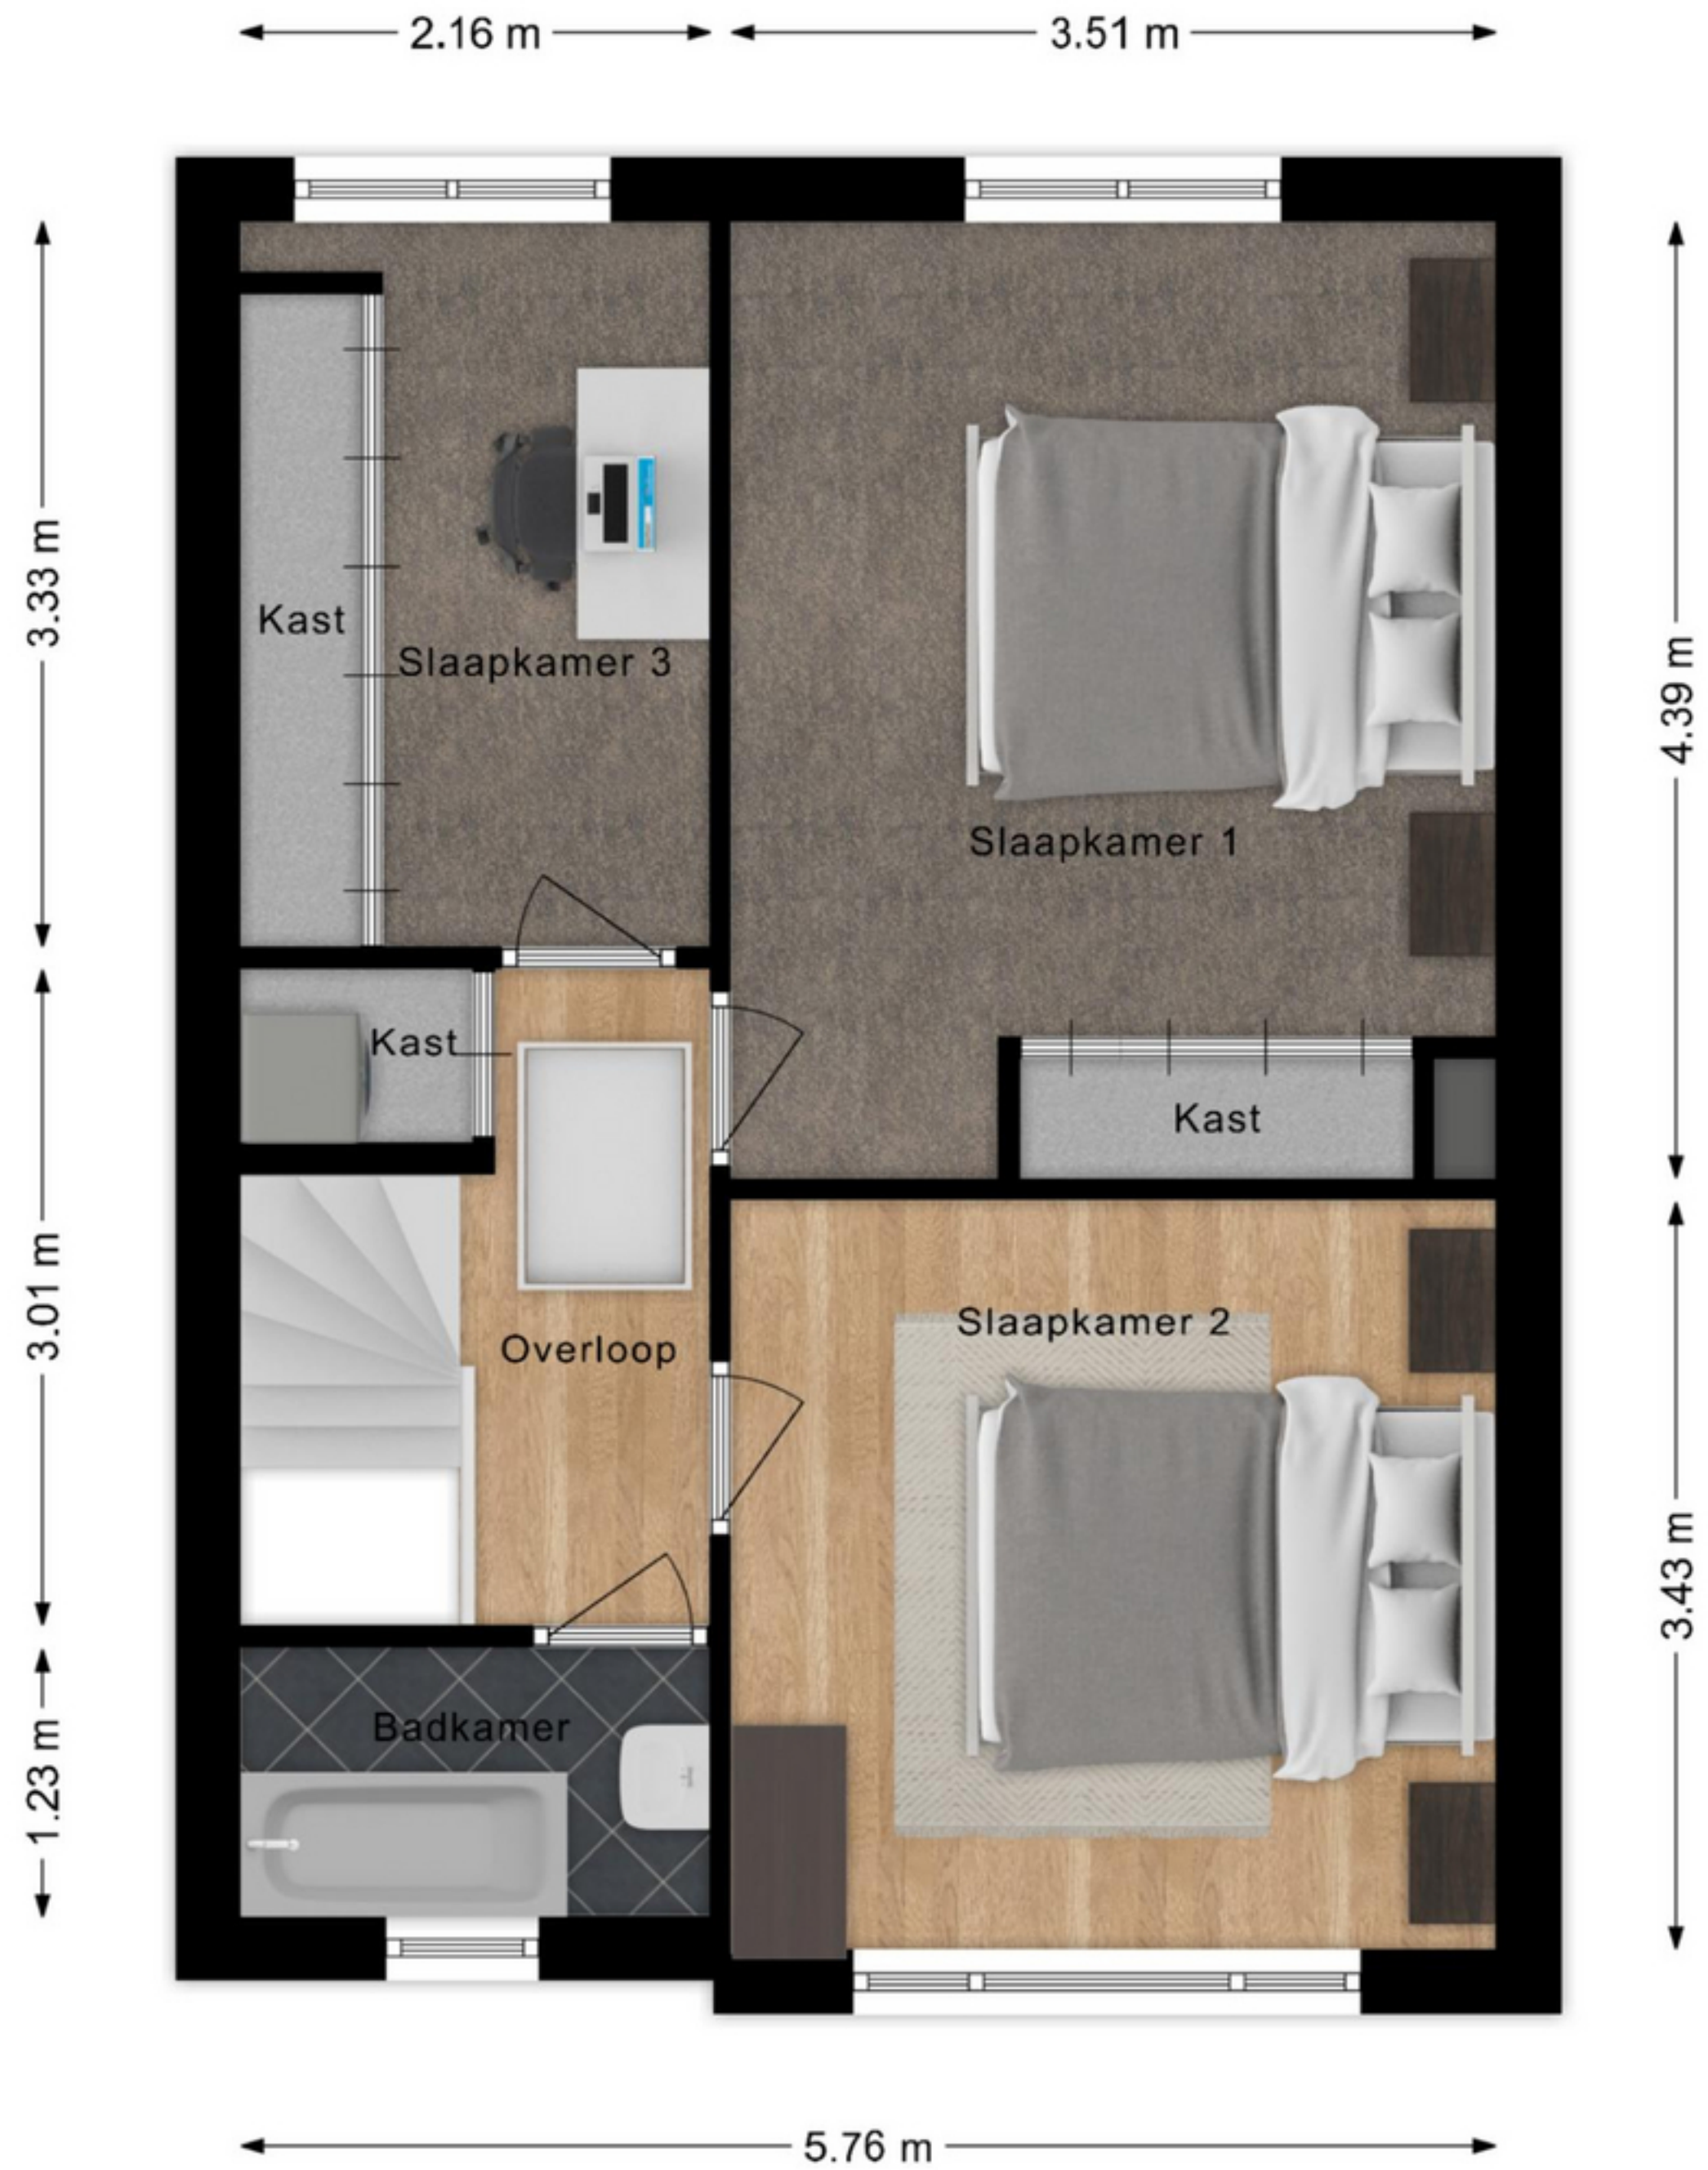 2.16 m
3.51 m
3.33 m
Kast
Slaapkamer 3
4.39 m
Slaapkamer 1
Kast
Kast
3.01 m
Slaapkamer 2
Overloop
3.43 m
Badkamer
1.23 m
5.76 m